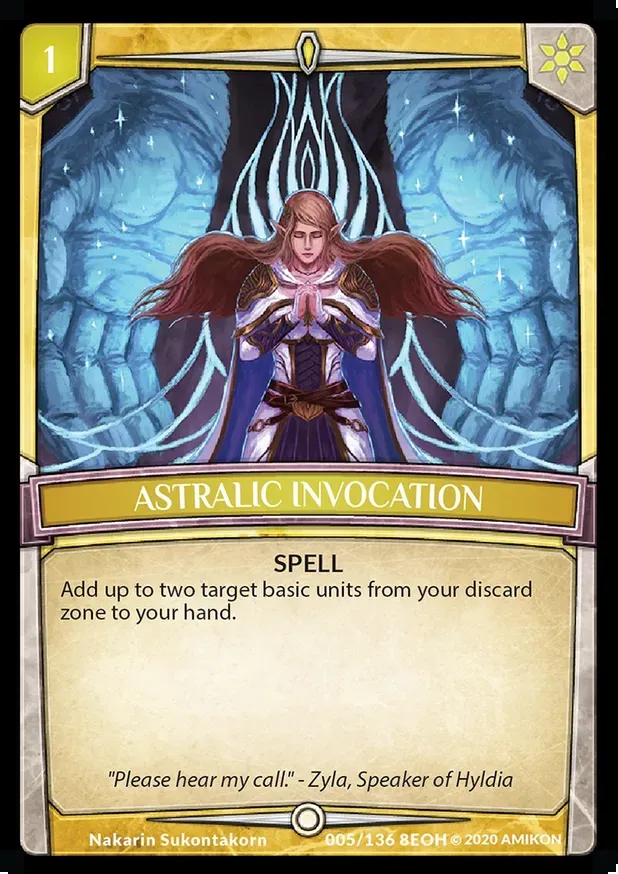 1
ASTRALIC INVOCATION
SPELL
Add up to two target basic units from your discard
zone to your hand.
"Please hear my call." - Zyla, Speaker of Hyldia
Nakarin Sukontakorn 005/136 8EOH © 2020 AMIKON